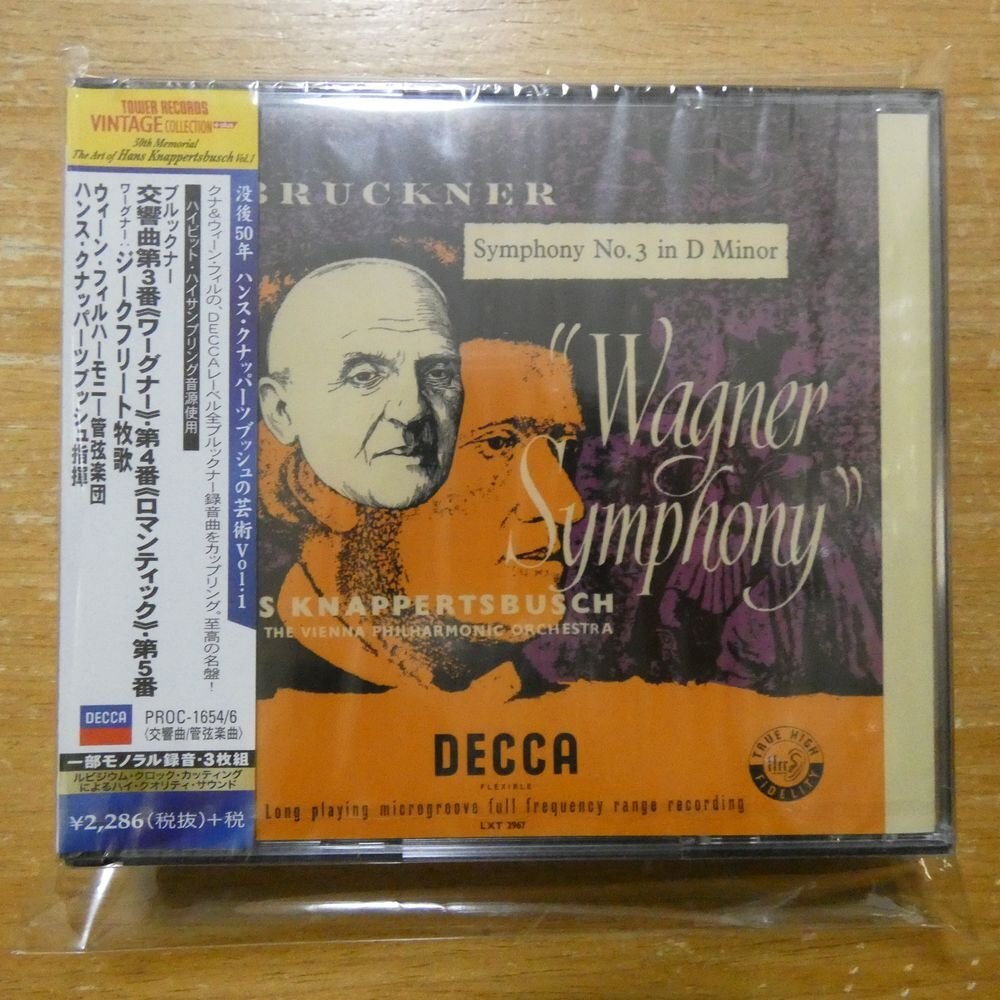 TOWER RECORDS
VINTAGE COLLECTION +plus
50th Memorial
The Art of Hans Knappertsbusch Vol.1
没後50年 ハンス・クナッパーツブッシュの芸術 Vol.1
クナ&ウィーン・フィルの、DECCAレーベル全ブルックナー録音曲をカップリング。至高の名盤!
ハイビット・ハイサンプリング音源使用
ブルックナー
交響曲第3番《ワーグナー》・第4番《ロマンティック》・第5番
ワーグナー:ジークフリート牧歌
ウィーン・フィルハーモニー管弦楽団
ハンス・クナッパーツブッシュ指揮
DECCA
PROC-1654/6
〈交響曲/管弦楽曲〉
一部モノラル録音・3枚組
ルビジウム・クロック・カッティング
によるハイ・クオリティ・サウンド
¥2,286(税抜)+税
BRUCKNER
Symphony No. 3 in D Minor
"Wagner
Symphony"
S KNAPPERTSBUSCH
THE VIENNA PHILHARMONIC ORCHESTRA
DECCA
FLEXIBLE
Long playing microgroove full frequency range recording
LXT 2967
TRUE HIGH
ffrr
FIDELITY